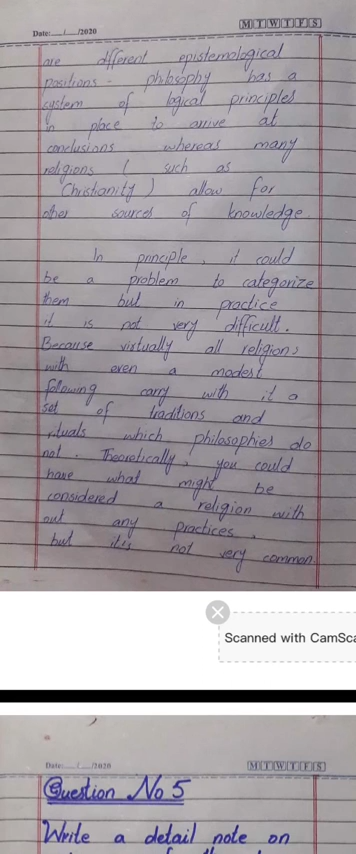 Date:___/___/2020
M T W T F S
are different epistemological
positions - philosophy has a
system of logical principles
in place to arrive at
conclusions whereas many
religions ( such as
Christianity ) allow for
other sources of knowledge.
In principle, it could
be a problem to categorize
them but in practice
it is not very difficult.
Because virtually all religions
with even a modest
following carry with it a
set of traditions and
rituals which philosophies do
not. Theoretically, you could
have what might be
considered a religion with
out any practices,
but it's not very common.
Scanned with CamSca
Date:___/___/2020
M T W T F S
Question No 5
Write a detail note on